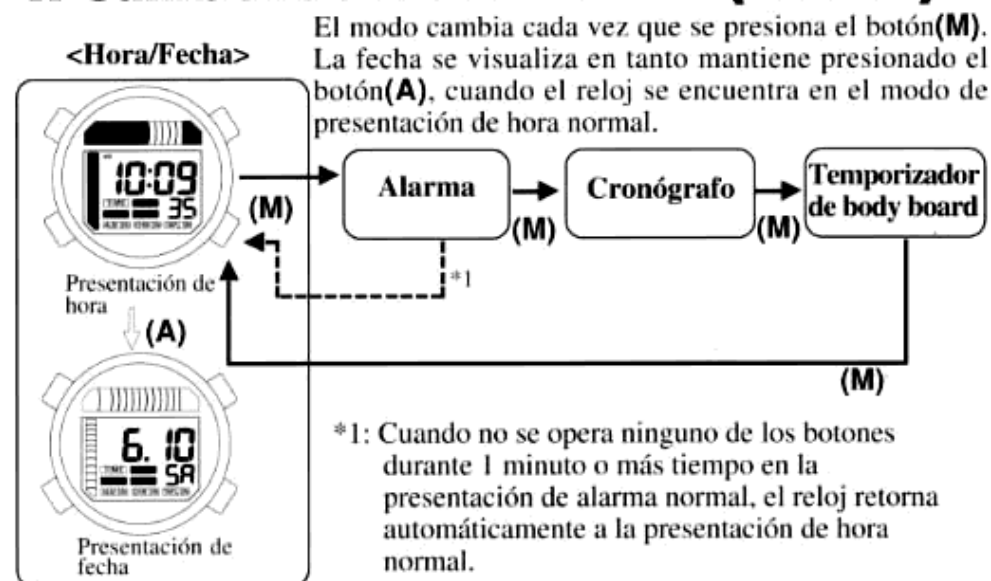 El modo cambia cada vez que se presiona el botón(M).
La fecha se visualiza en tanto mantiene presionado el
botón(A), cuando el reloj se encuentra en el modo de
presentación de hora normal.
<Hora/Fecha>
10:09
TIME
35
(M)
Presentación de
hora
(A)
6. 10
TIME
SA
Presentación de
fecha
Alarma
(M)
Cronógrafo
(M)
Temporizador
de body board
*1
(M)
*1: Cuando no se opera ninguno de los botones
durante 1 minuto o más tiempo en la
presentación de alarma normal, el reloj retorna
automáticamente a la presentación de hora
normal.